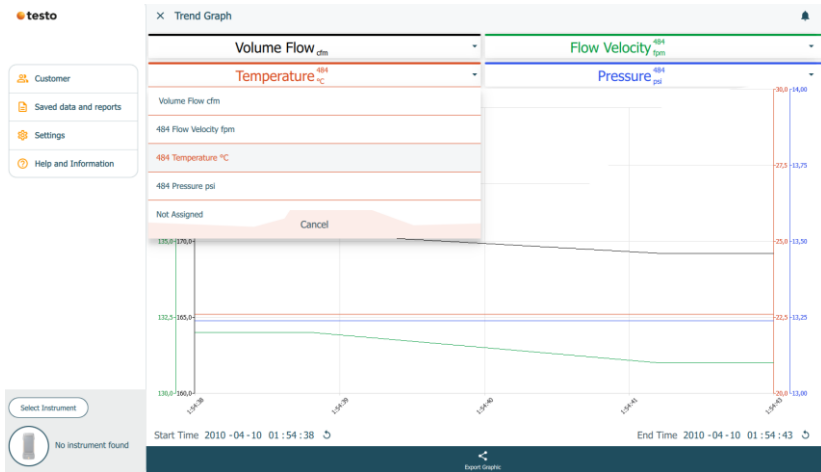 testo
Trend Graph
Volume Flow cfm
Flow Velocity 484 fpm
Temperature 484 °C
Pressure 484 psi
Customer
Saved data and reports
Settings
Help and Information
Volume Flow cfm
484 Flow Velocity fpm
484 Temperature °C
484 Pressure psi
Not Assigned
Cancel
30,0 14,00
27,5 13,75
135,0 170,0
25,0 13,50
132,5 165,0
22,5 13,25
130,0 160,0
20,0 13,00
1:54:38
1:54:39
1:54:40
1:54:41
1:54:43
Select Instrument
No instrument found
Start Time 2010-04-10 01:54:38
End Time 2010-04-10 01:54:43
Export Graphic